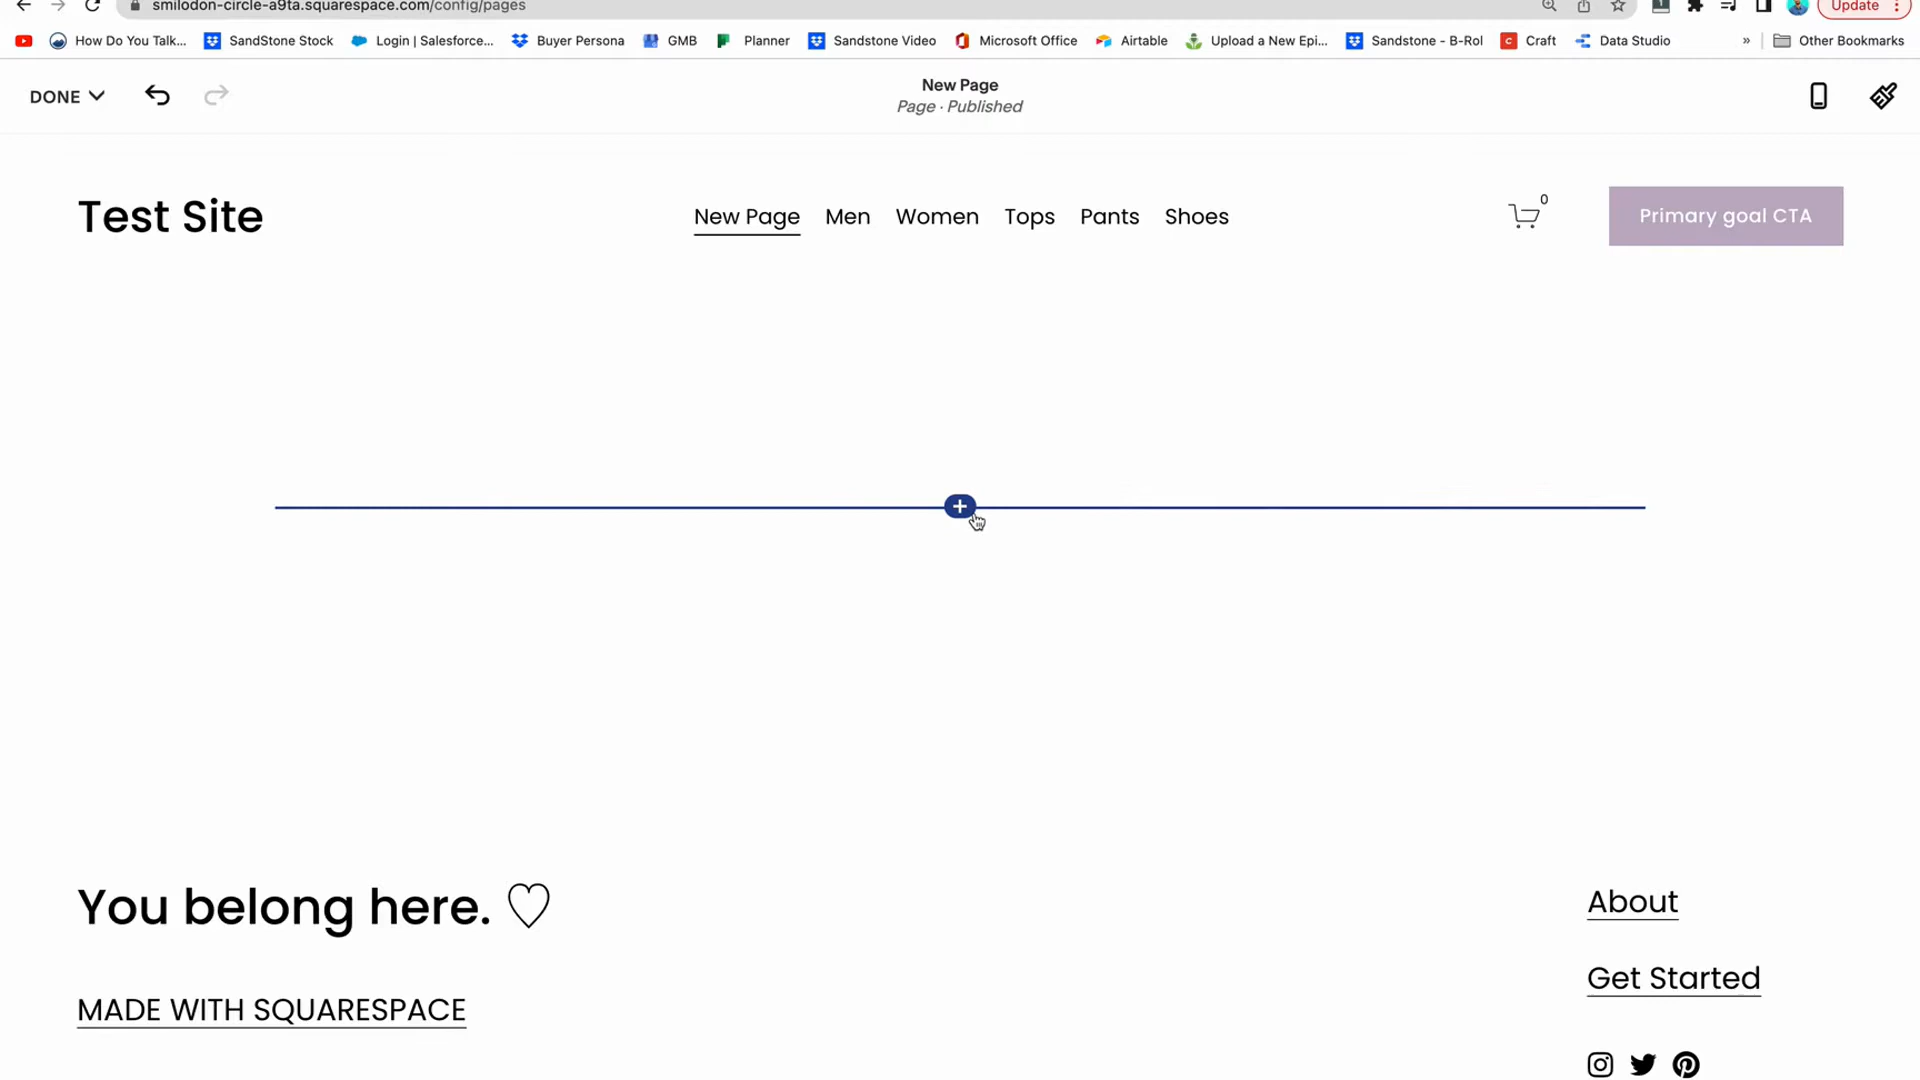 smilodon-circle-a9ta.squarespace.com/config/pages
Update
How Do You Talk...
SandStone Stock
Login | Salesforce...
Buyer Persona
GMB
Planner
Sandstone Video
Microsoft Office
Airtable
Upload a New Epi...
Sandstone - B-Rol
Craft
Data Studio
»
Other Bookmarks
DONE
New Page
Page · Published
Test Site
New Page
Men
Women
Tops
Pants
Shoes
0
Primary goal CTA
You belong here. ♡
About
Get Started
MADE WITH SQUARESPACE